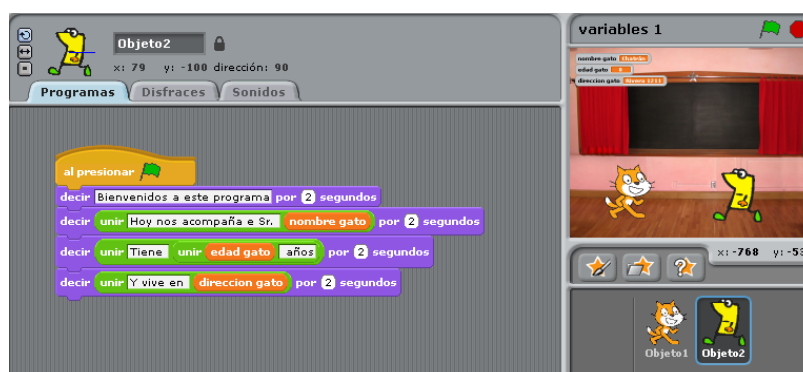 Objeto2
x: 79 y: -100 dirección: 90
Programas Disfraces Sonidos
al presionar
decir Bienvenidos a este programa por 2 segundos
decir unir Hoy nos acompaña e Sr. nombre gato por 2 segundos
decir unir Tiene unir edad gato años por 2 segundos
decir unir Y vive en direccion gato por 2 segundos
variables 1
nombre gato
edad gato
direccion gato
x: -768 y: -53
Objeto1 Objeto2